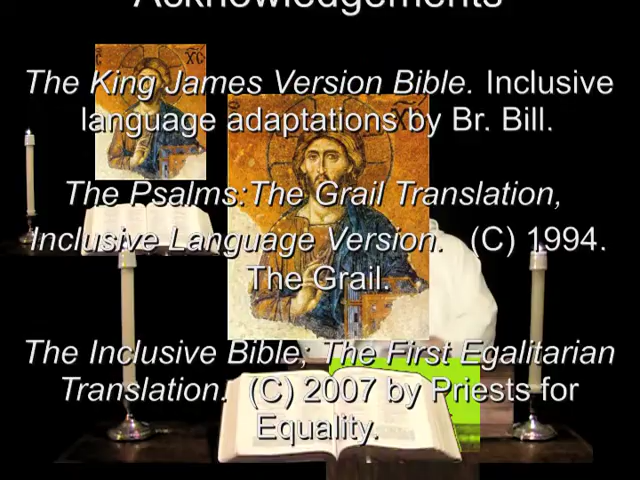 Acknowledgements
The King James Version Bible. Inclusive
language adaptations by Br. Bill.
The Psalms:The Grail Translation,
Inclusive Language Version. (C) 1994.
The Grail.
The Inclusive Bible; The First Egalitarian
Translation. (C) 2007 by Priests for
Equality.